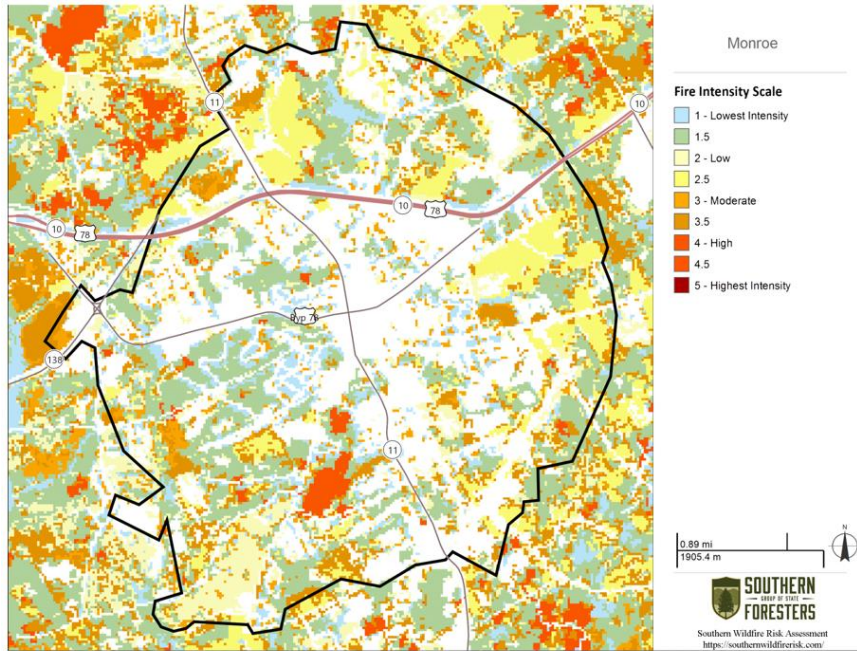 Monroe
Fire Intensity Scale
1 - Lowest Intensity
1.5
2 - Low
2.5
3 - Moderate
3.5
4 - High
4.5
5 - Highest Intensity
11
10
10
78
10
78
Byp 78
138
11
N
0.89 mi
1905.4 m
SOUTHERN
GROUP OF STATE
FORESTERS
Southern Wildfire Risk Assessment
https://southernwildfirerisk.com/